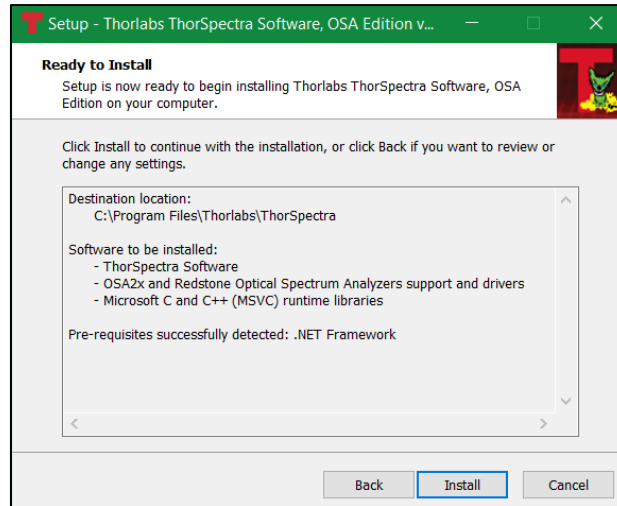 Setup - Thorlabs ThorSpectra Software, OSA Edition v...
Ready to Install
Setup is now ready to begin installing Thorlabs ThorSpectra Software, OSA
Edition on your computer.
Click Install to continue with the installation, or click Back if you want to review or
change any settings.
Destination location:
C:\Program Files\Thorlabs\ThorSpectra
Software to be installed:
- ThorSpectra Software
- OSA2x and Redstone Optical Spectrum Analyzers support and drivers
- Microsoft C and C++ (MSVC) runtime libraries
Pre-requisites successfully detected: .NET Framework
Back Install Cancel